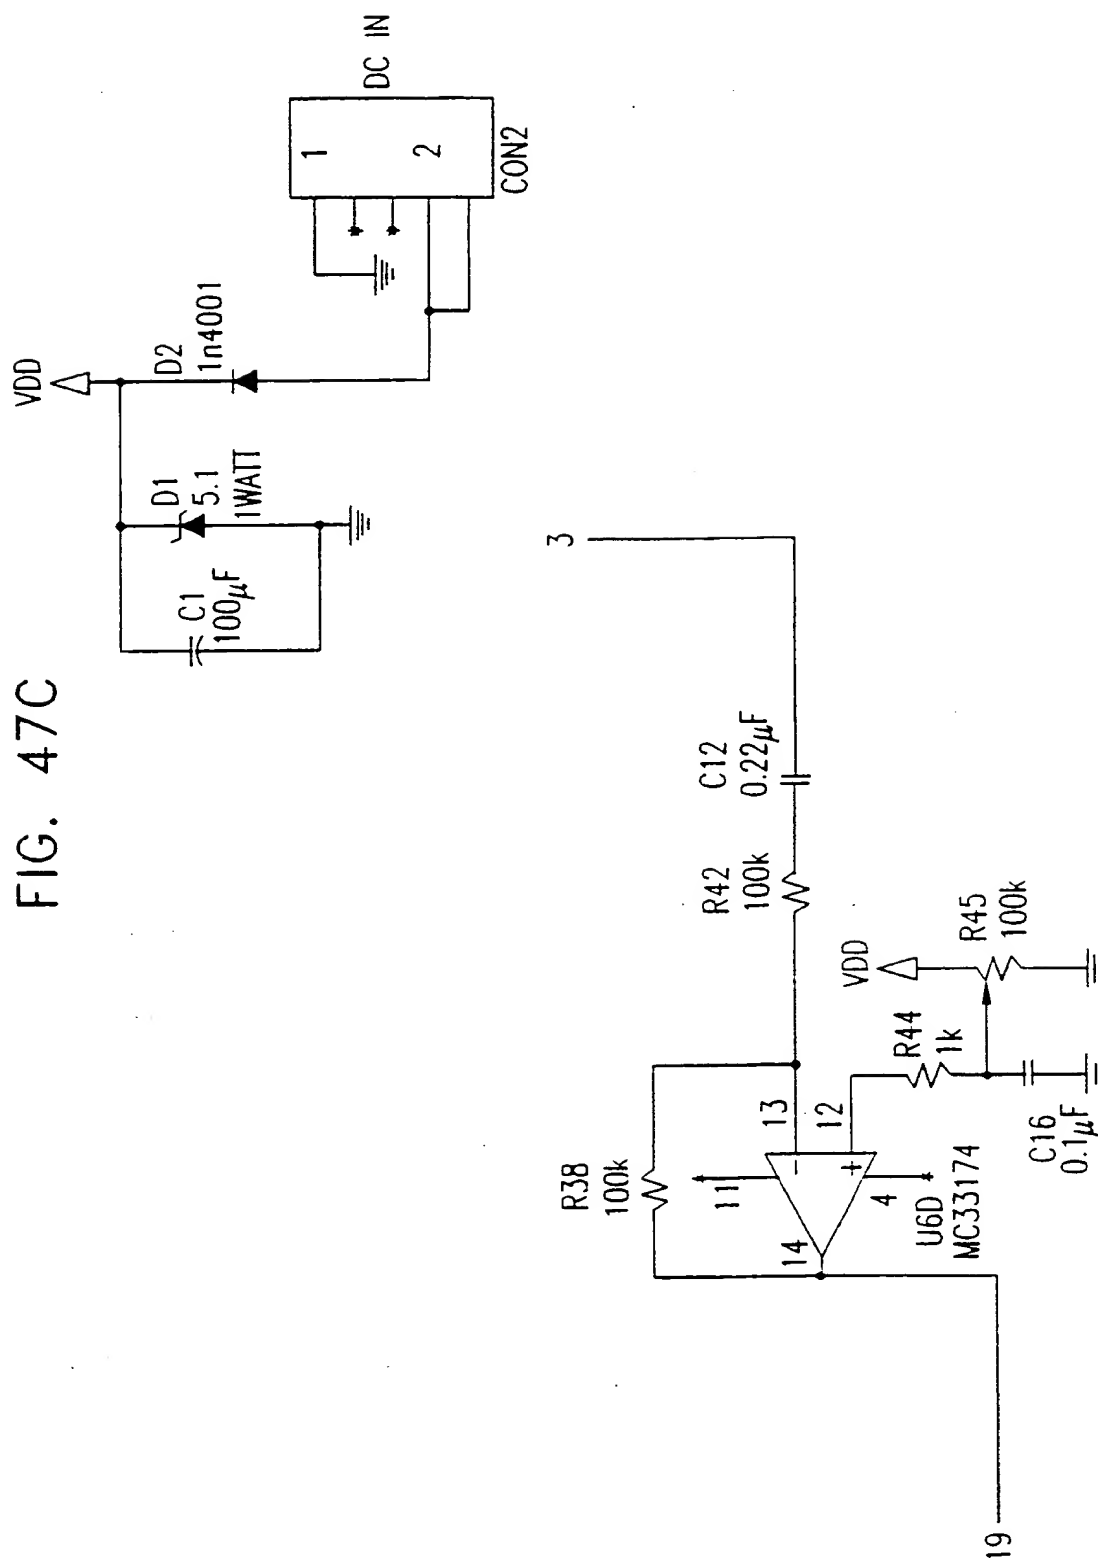 FIG. 47C
VDD
D2
1n4001
DC IN
1
2
CON2
D1
5.1
1WATT
C1
100μF
3
C12
0.22μF
R42
100k
R38
100k
13
12
11
14
4
U6D
MC33174
VDD
R45
100k
R44
1k
C16
0.1μF
19